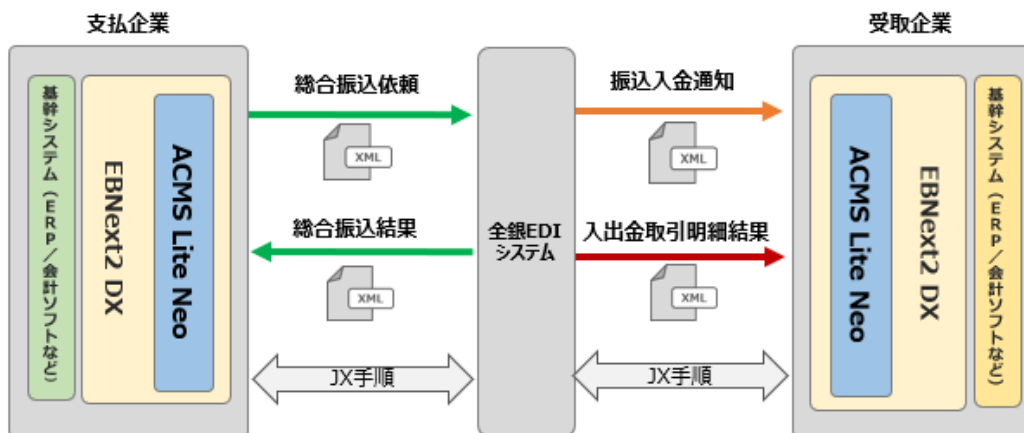 支払企業
受取企業
基幹システム（ERP／会計ソフトなど）
EBNext2 DX
ACMS Lite Neo
総合振込依頼
XML
総合振込結果
XML
JX手順
全銀EDI
システム
振込入金通知
XML
入出金取引明細結果
XML
JX手順
ACMS Lite Neo
EBNext2 DX
基幹システム（ERP／会計ソフトなど）